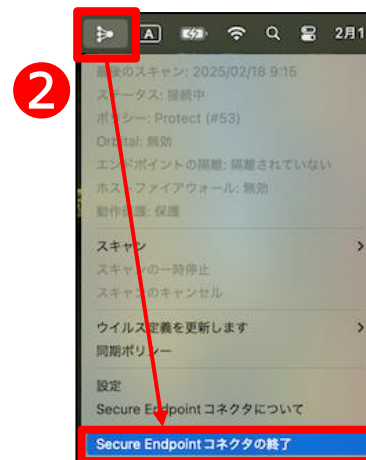 A 2月1
2
最後のスキャン: 2025/02/18 9:15
ステータス: 接続中
ポリシー: Protect (#53)
Orbital: 無効
エンドポイントの隔離: 隔離されていない
ホストファイアウォール: 無効
動作保護: 保護
スキャン
スキャンの一時停止
スキャンのキャンセル
ウイルス定義を更新します
同期ポリシー
設定
Secure Endpoint コネクタについて
Secure Endpoint コネクタの終了